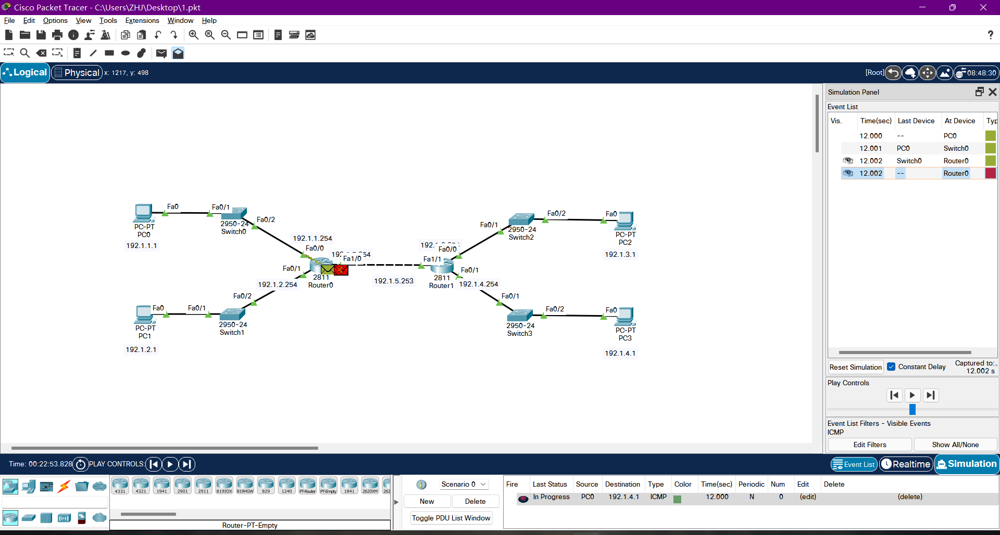 Cisco Packet Tracer - C:\Users\ZHJ\Desktop\1.pkt
File Edit Options View Tools Extensions Window Help
Logical Physical x: 1217, y: 498 [Root] 08:48:30
Simulation Panel
Event List
Vis. Time(sec) Last Device At Device Typ
12.000 -- PC0
12.001 PC0 Switch0
12.002 Switch0 Router0
12.002 -- Router0
Fa0 Fa0/1
Fa0/2
PC-PT
PC0
192.1.1.1
2950-24
Switch0
192.1.1.254
Fa0/0
Fa1/0
Fa0/1
2811
Router0
192.1.2.254
Fa0/2
Fa0 Fa0/1
PC-PT
PC1
192.1.2.1
2950-24
Switch1
192.1.5.253
Fa0/0
Fa1/1
Fa0/1
2811
Router1
192.1.4.254
Fa0/1
Fa0/2
Fa0
2950-24
Switch2
PC-PT
PC2
192.1.3.1
Fa0/1
Fa0/2
Fa0
2950-24
Switch3
PC-PT
PC3
192.1.4.1
Reset Simulation Constant Delay Captured to:
12.002 s
Play Controls
Event List Filters - Visible Events
ICMP
Edit Filters Show All/None
Time: 00:22:53.828 PLAY CONTROLS: Event List Realtime Simulation
4331 4321 1941 2901 2911 819IOX 819HGW 829 1240 PT-Router PT-Empty 1841 2620XM 262
Router-PT-Empty
Scenario 0
New Delete
Toggle PDU List Window
Fire Last Status Source Destination Type Color Time(sec) Periodic Num Edit Delete
In Progress PC0 192.1.4.1 ICMP 12.000 N 0 (edit) (delete)